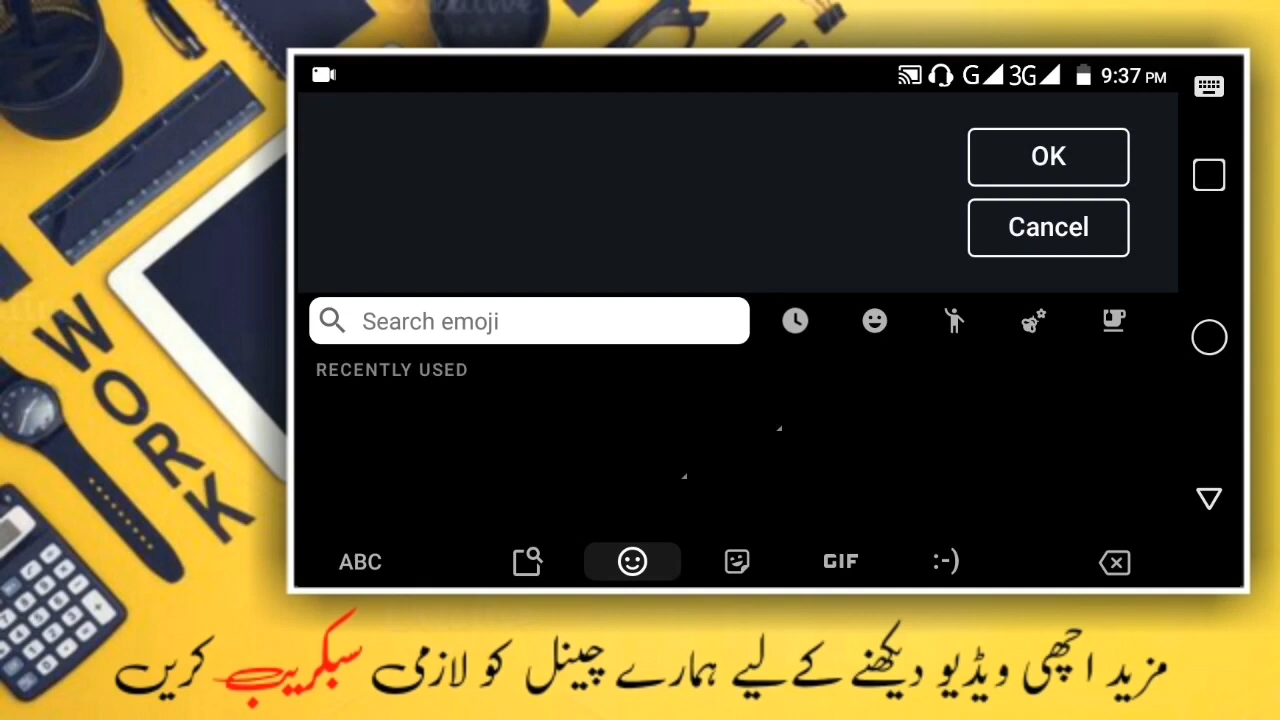 G 3G 9:37 PM
OK
Cancel
Search emoji
RECENTLY USED
ABC GIF :-)
WORK
مزید اچھی ویڈیو دیکھنے کے لیے ہمارے چینل کو لازمی سبکریب کریں